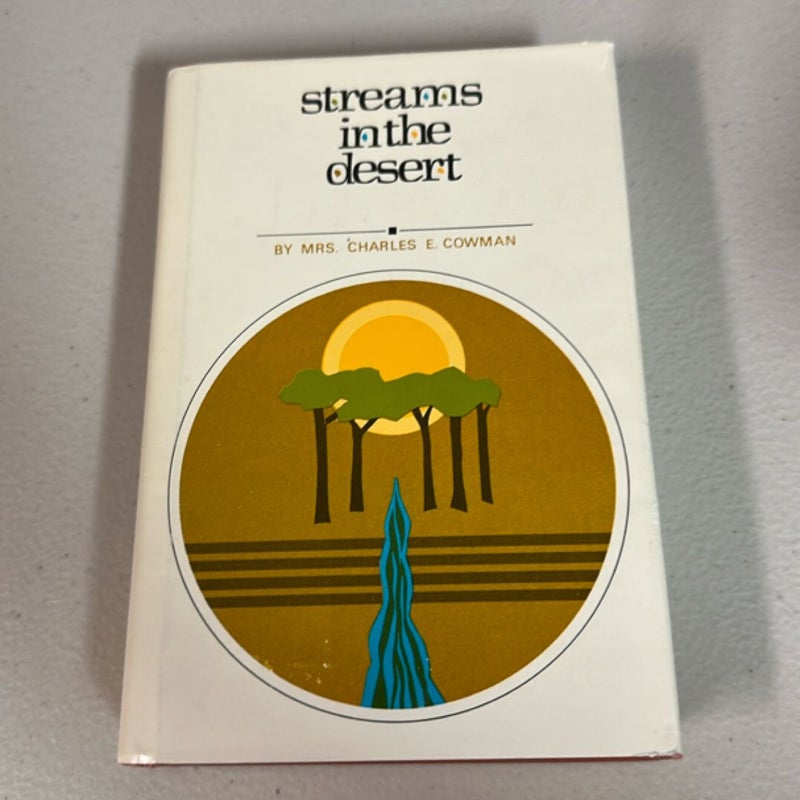 streams
in the
desert
BY MRS. CHARLES E. COWMAN